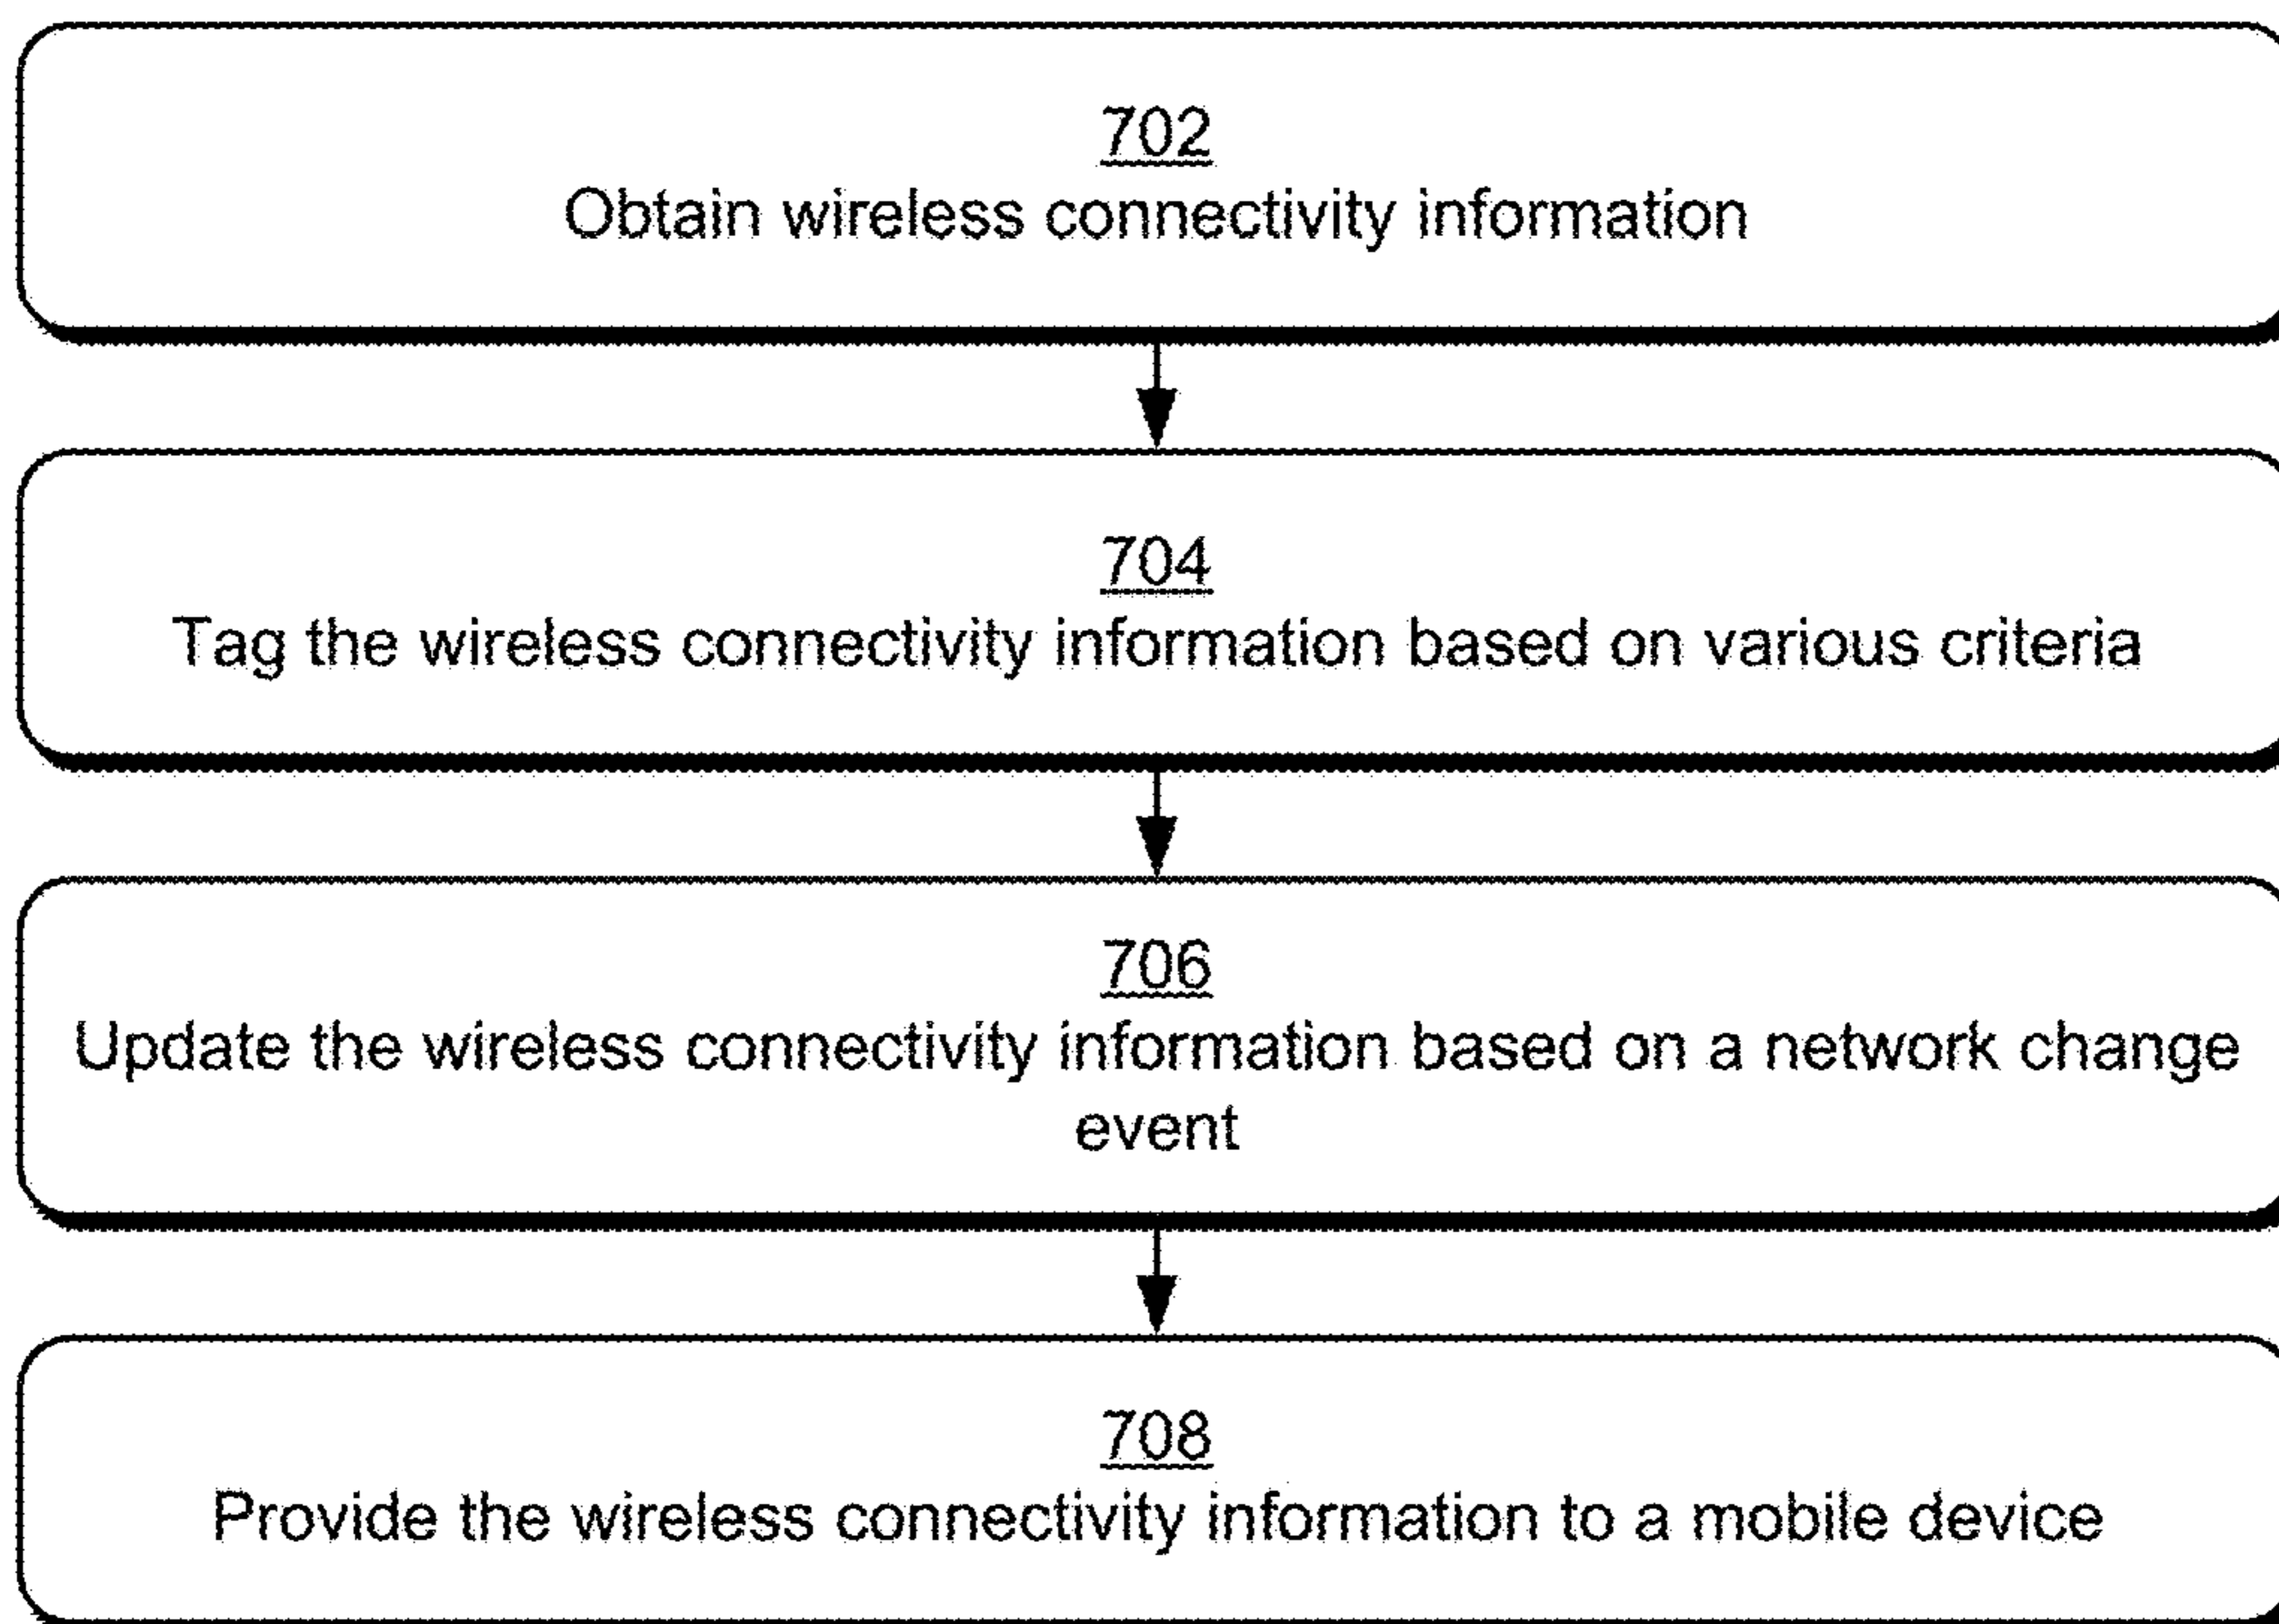 702
Obtain wireless connectivity information
704
Tag the wireless connectivity information based on various criteria
706
Update the wireless connectivity information based on a network change
event
708
Provide the wireless connectivity information to a mobile device